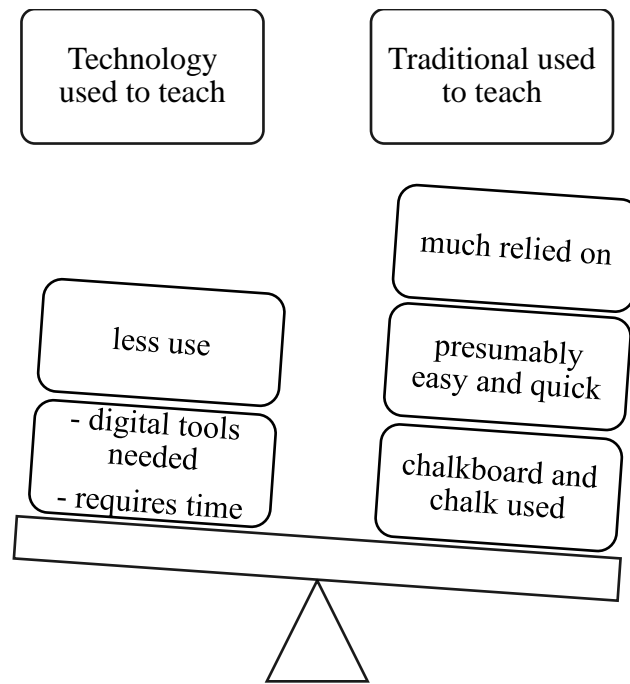 Technology
used to teach
Traditional used
to teach
less use
- digital tools
needed
- requires time
much relied on
presumably
easy and quick
chalkboard and
chalk used